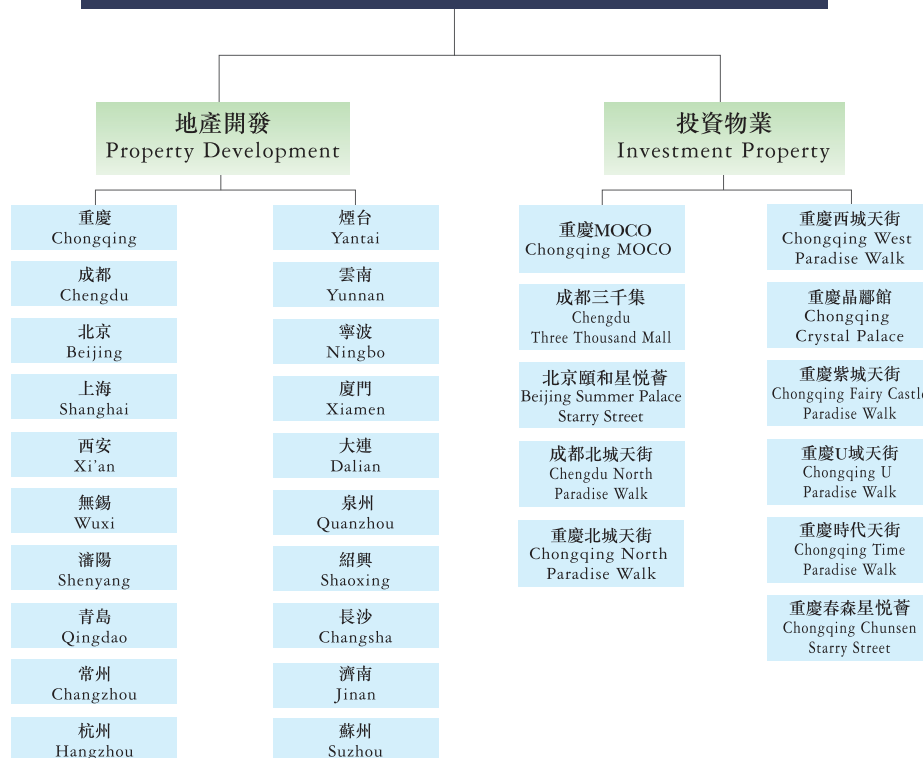 地產開發
Property Development
重慶
Chongqing
成都
Chengdu
北京
Beijing
上海
Shanghai
西安
Xi'an
無錫
Wuxi
瀋陽
Shenyang
青島
Qingdao
常州
Changzhou
杭州
Hangzhou
煙台
Yantai
雲南
Yunnan
寧波
Ningbo
廈門
Xiamen
大連
Dalian
泉州
Quanzhou
紹興
Shaoxing
長沙
Changsha
濟南
Jinan
蘇州
Suzhou
投資物業
Investment Property
重慶MOCO
Chongqing MOCO
成都三千集
Chengdu
Three Thousand Mall
北京頤和星悦薈
Beijing Summer Palace
Starry Street
成都北城天街
Chengdu North
Paradise Walk
重慶北城天街
Chongqing North
Paradise Walk
重慶西城天街
Chongqing West
Paradise Walk
重慶晶酈館
Chongqing
Crystal Palace
重慶紫城天街
Chongqing Fairy Castle
Paradise Walk
重慶U城天街
Chongqing U
Paradise Walk
重慶時代天街
Chongqing Time
Paradise Walk
重慶春森星悦薈
Chongqing Chunsen
Starry Street